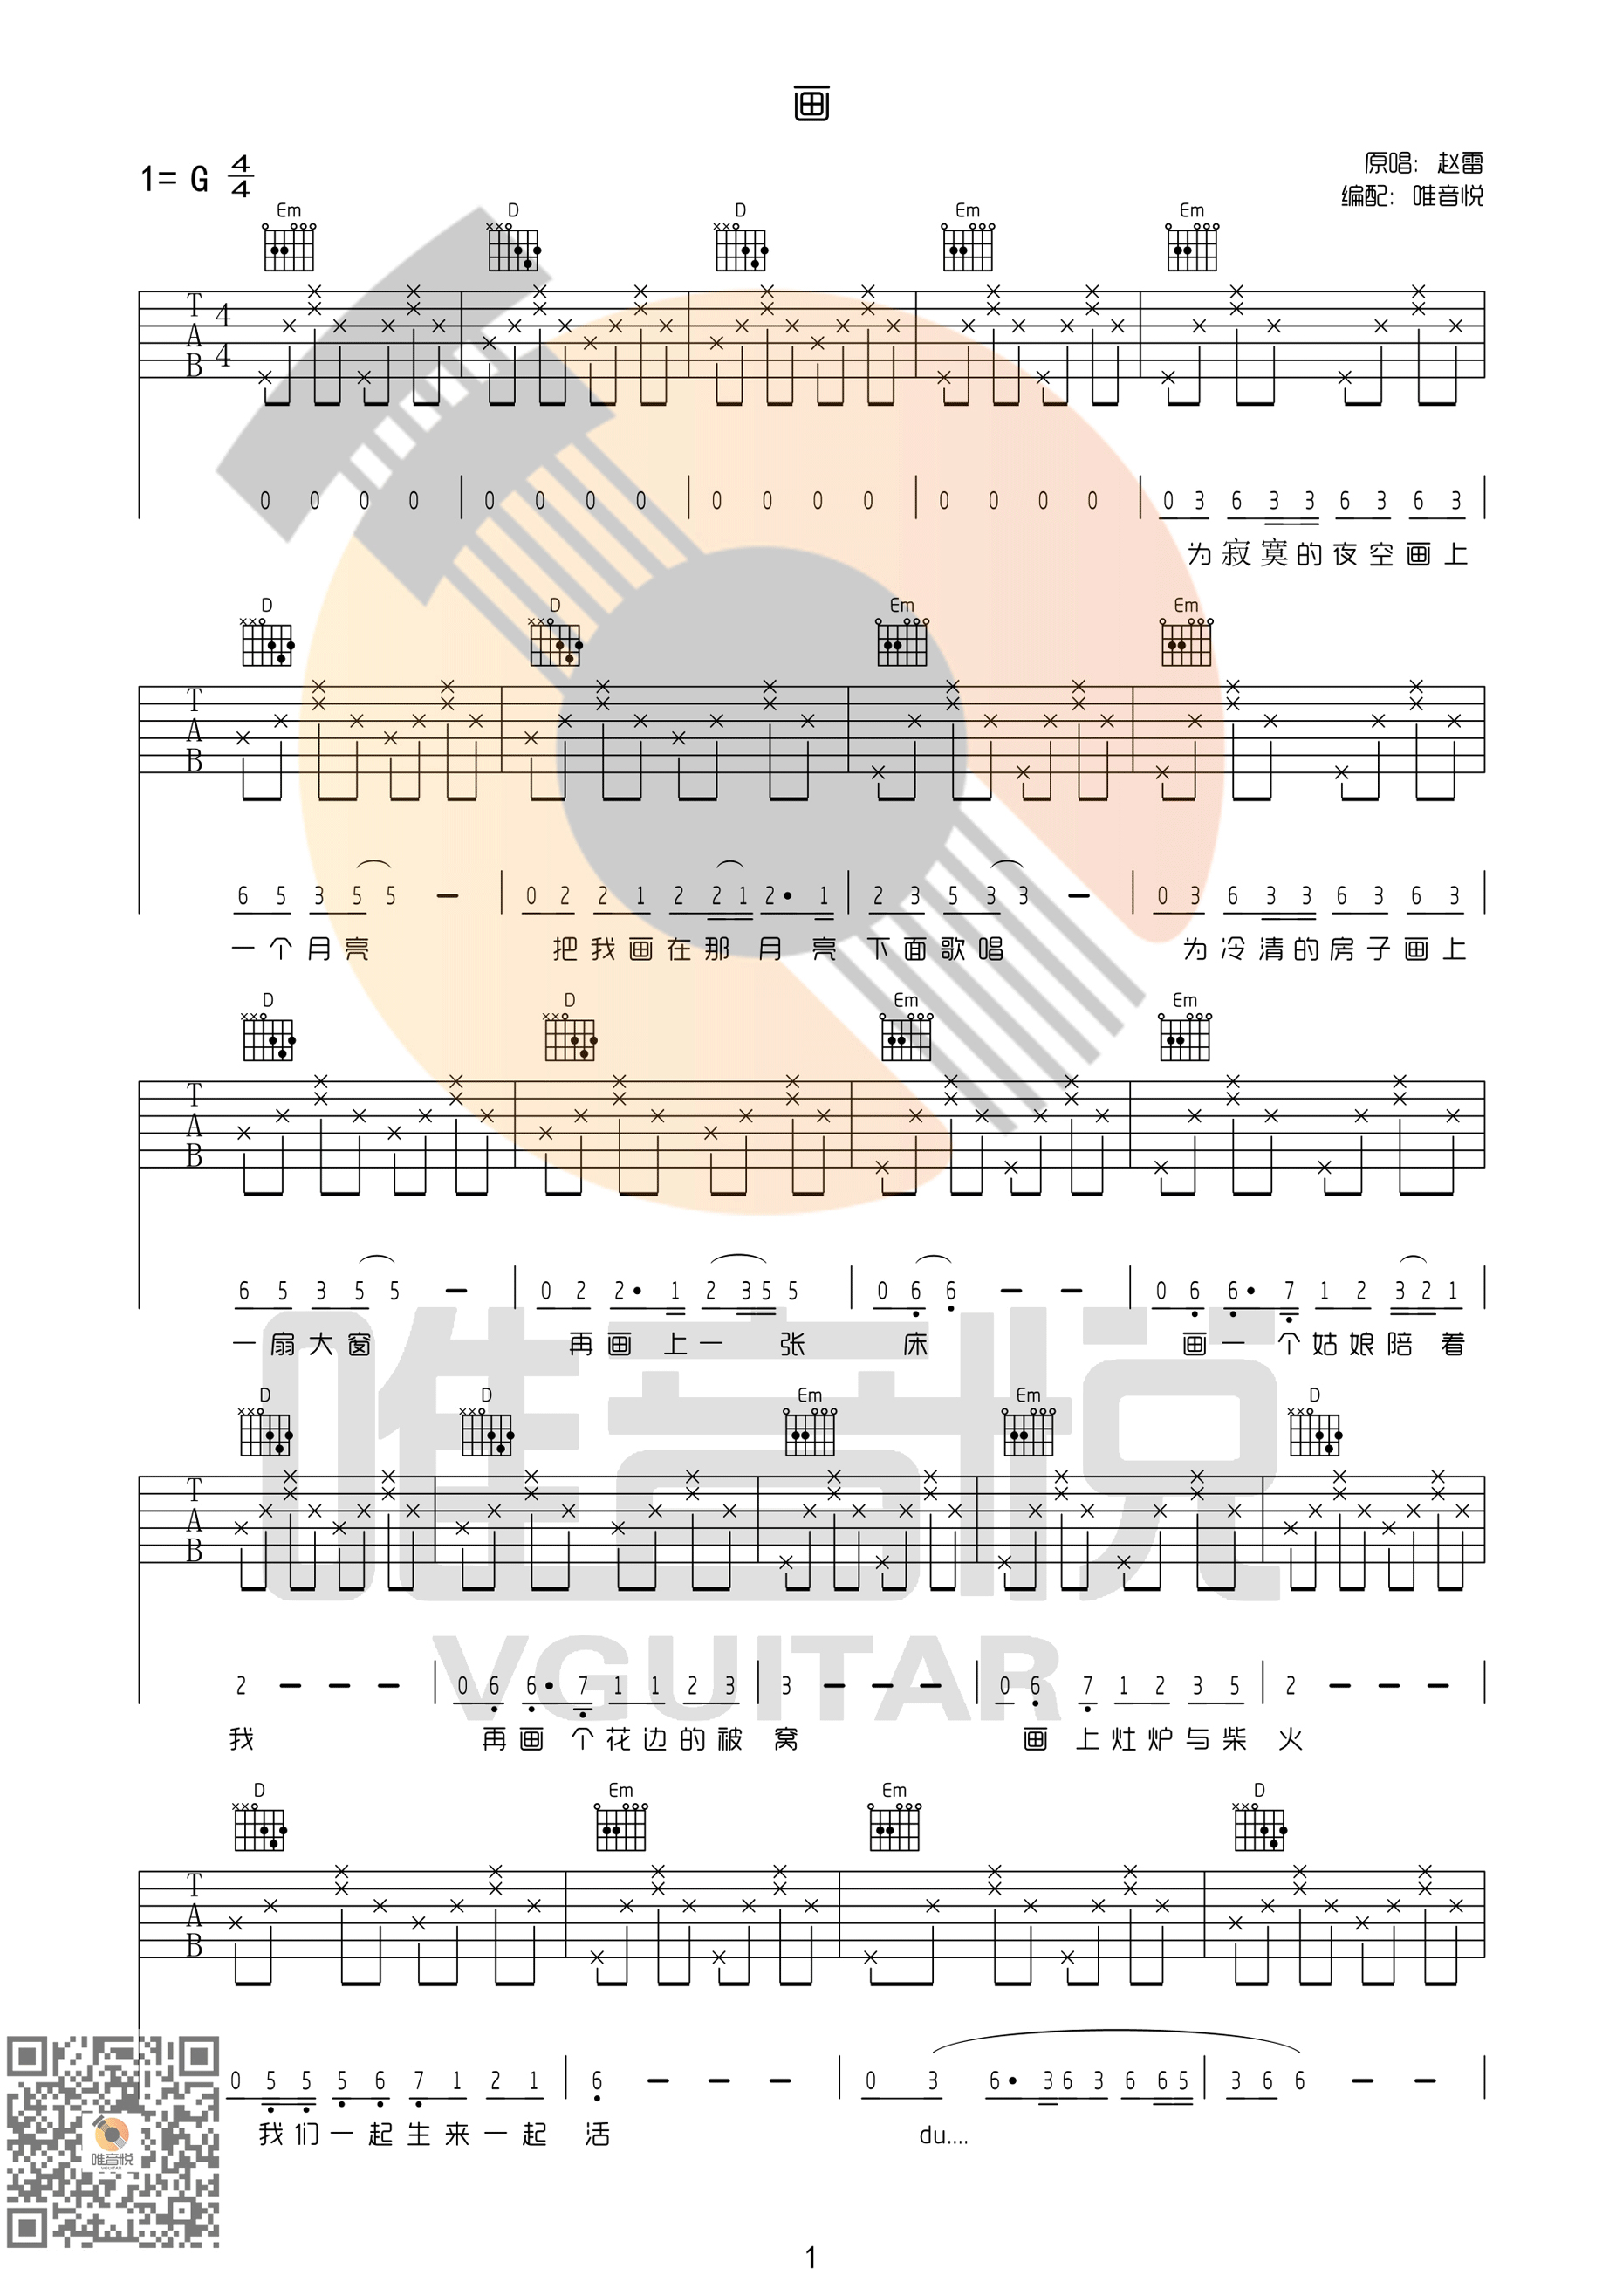 画
1= G 4/4
原唱：赵雷
编配：唯音悦
Em D D Em Em
T A B 4 4
0 0 0 0 | 0 0 0 0 | 0 0 0 0 | 0 0 0 0 | 0 3 6 3 3 6 3 6 3 |
为寂寞的夜空画上
D D Em Em
T A B
6 5 3 5 5 - | 0 2 2 1 2 2 1 2· 1 | 2 3 5 3 3 - | 0 3 6 3 3 6 3 6 3 |
一个月亮 把我画在那月亮 下面歌唱 为冷清的房子画上
D D Em Em
T A B
6 5 3 5 5 - | 0 2 2· 1 2 3 5 5 | 0 6 6 - - | 0 6 6· 7 1 2 3 2 1 |
一扇大窗 再画上一张 床 画一个姑娘陪着
D D Em Em D
T A B
2 - - - | 0 6 6· 7 1 1 2 3 | 3 - - - | 0 6 7 1 2 3 5 | 2 - - - |
我 再画个花边的被窝 画上灶炉与柴火
唯音悦
VGUITAR
D Em Em D
T A B
0 5 5 5 6 7 1 2 1 | 6 - - - | 0 3 6· 3 6 3 6 6 5 | 3 6 6 - - |
我们一起生来一起活 du....
唯音悦
VGUITAR
1